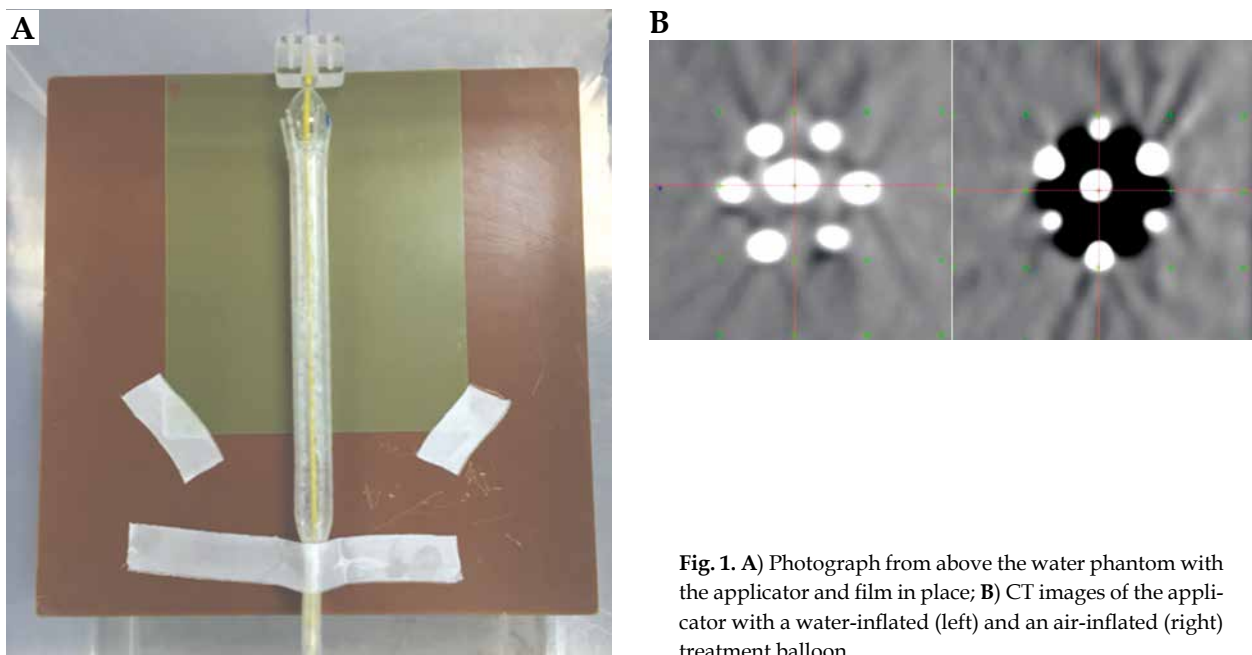 A
B
Fig. 1. A) Photograph from above the water phantom with
the applicator and film in place; B) CT images of the appli-
cator with a water-inflated (left) and an air-inflated (right)
treatment balloon